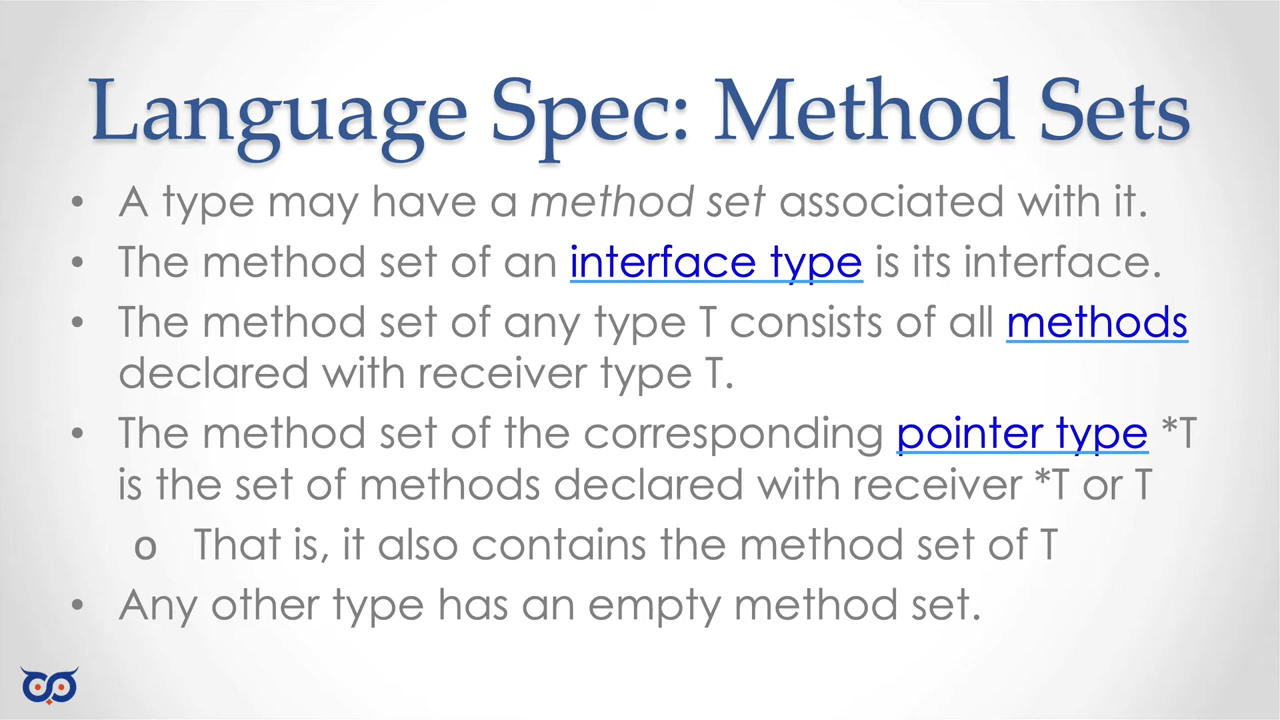 Language Spec: Method Sets
• A type may have a method set associated with it.
• The method set of an interface type is its interface.
• The method set of any type T consists of all methods
declared with receiver type T.
• The method set of the corresponding pointer type *T
is the set of methods declared with receiver *T or T
o That is, it also contains the method set of T
• Any other type has an empty method set.